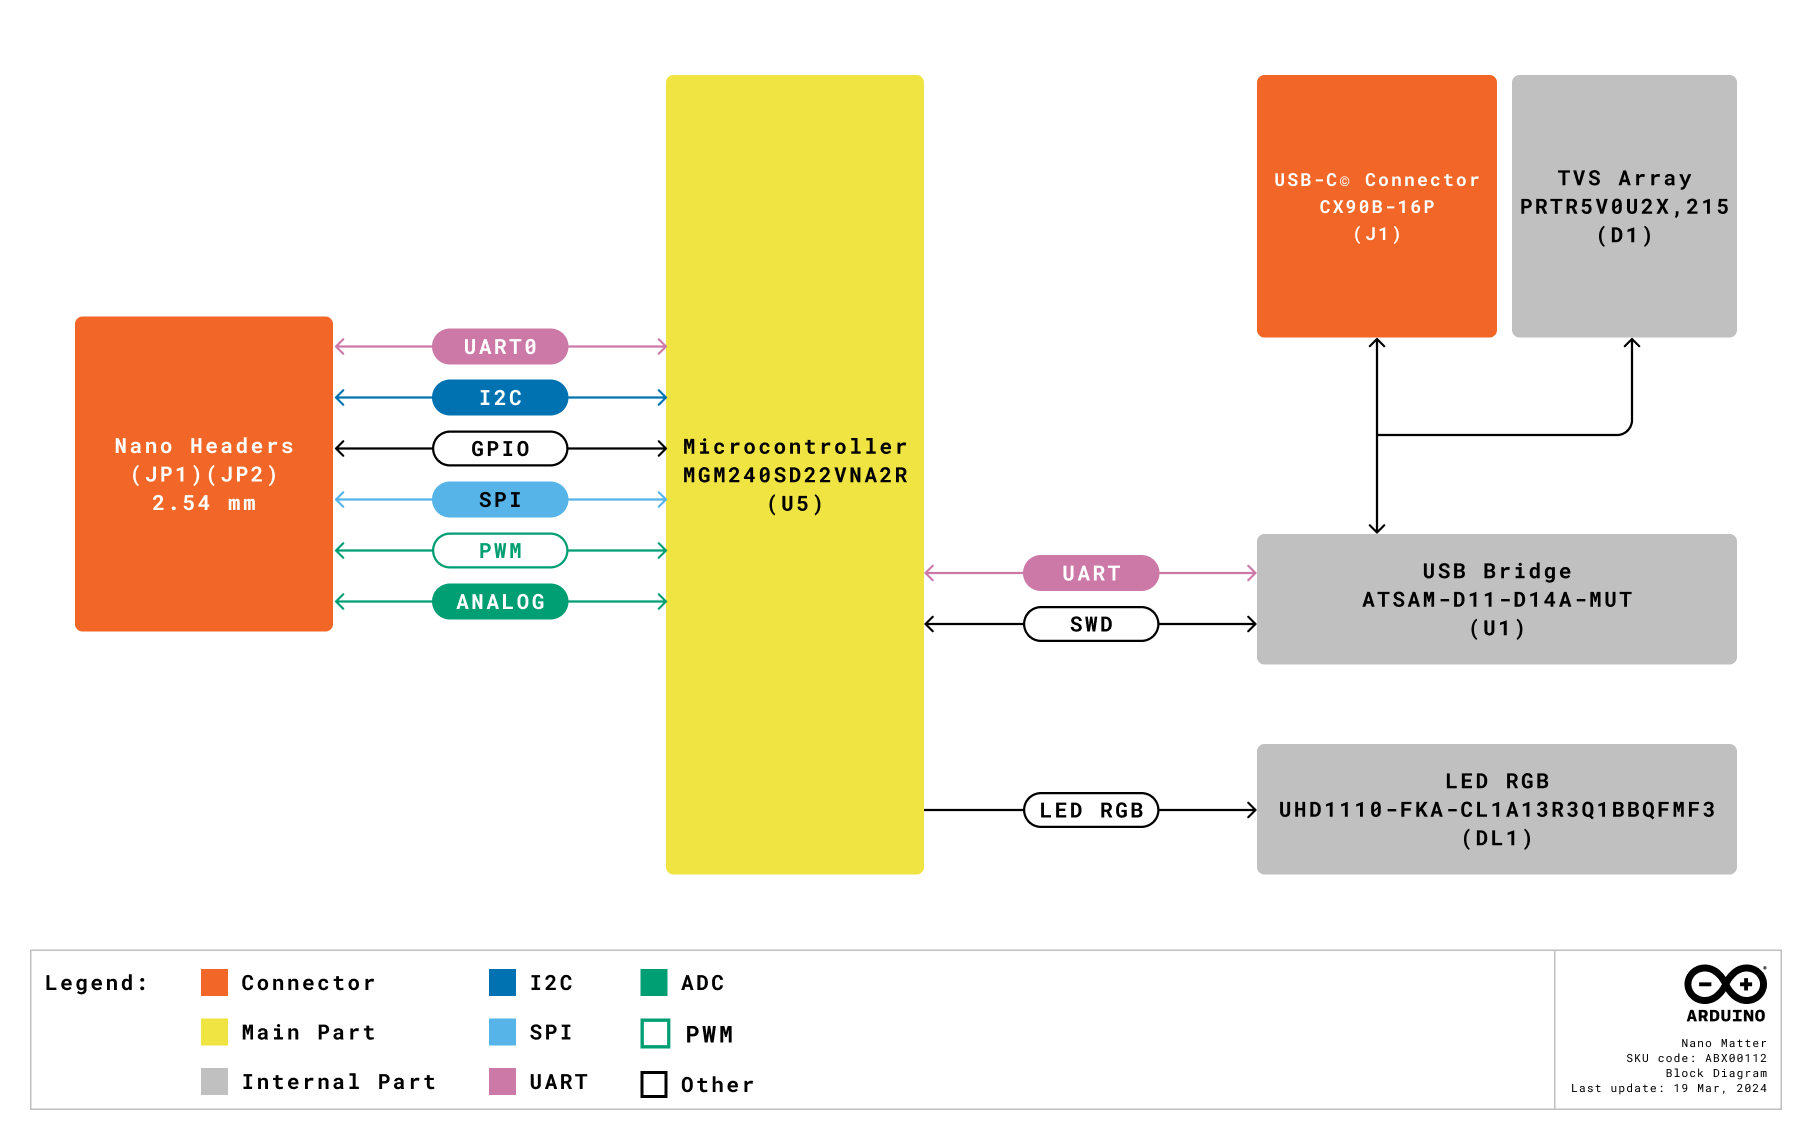 USB-C© Connector
CX90B-16P
(J1)
TVS Array
PRTR5V0U2X,215
(D1)
Nano Headers
(JP1)(JP2)
2.54 mm
UART0
I2C
GPIO
SPI
PWM
ANALOG
Microcontroller
MGM240SD22VNA2R
(U5)
UART
SWD
USB Bridge
ATSAM-D11-D14A-MUT
(U1)
LED RGB
LED RGB
UHD1110-FKA-CL1A13R3Q1BBQFMF3
(DL1)
Legend:
Connector
Main Part
Internal Part
I2C
SPI
UART
ADC
PWM
Other
ARDUINO
Nano Matter
SKU code: ABX00112
Block Diagram
Last update: 19 Mar, 2024